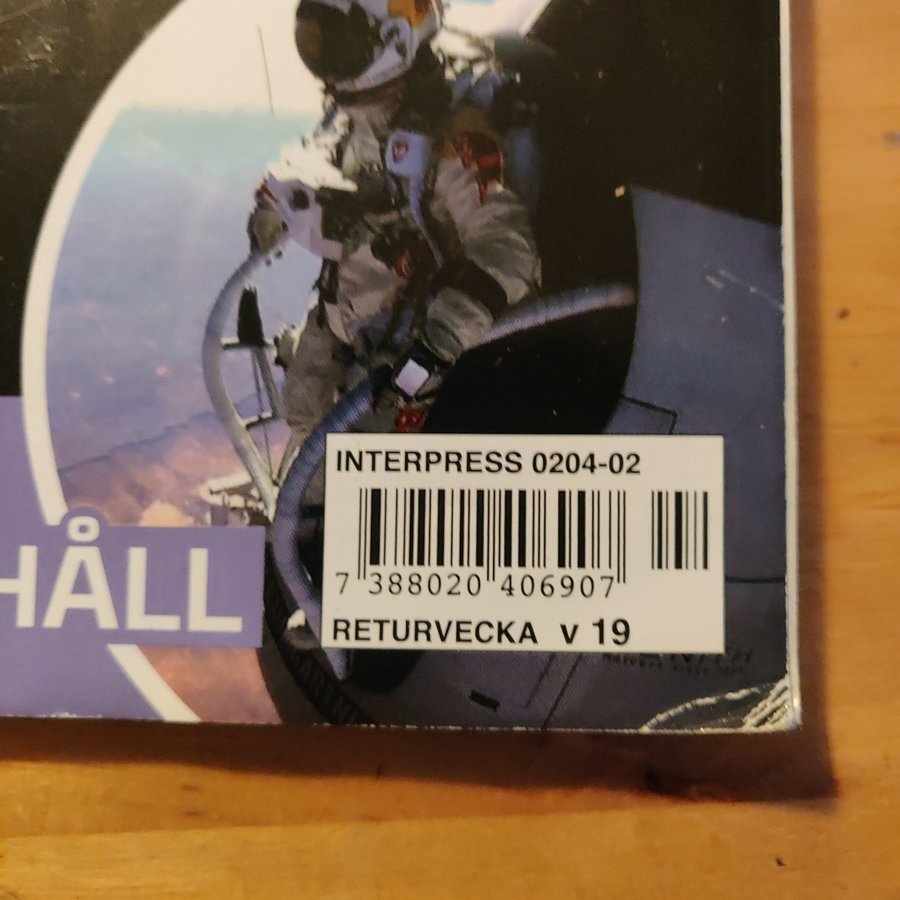 INTERPRESS 0204-02
7 388020 406907
RETURVECKA v 19
HÅLL